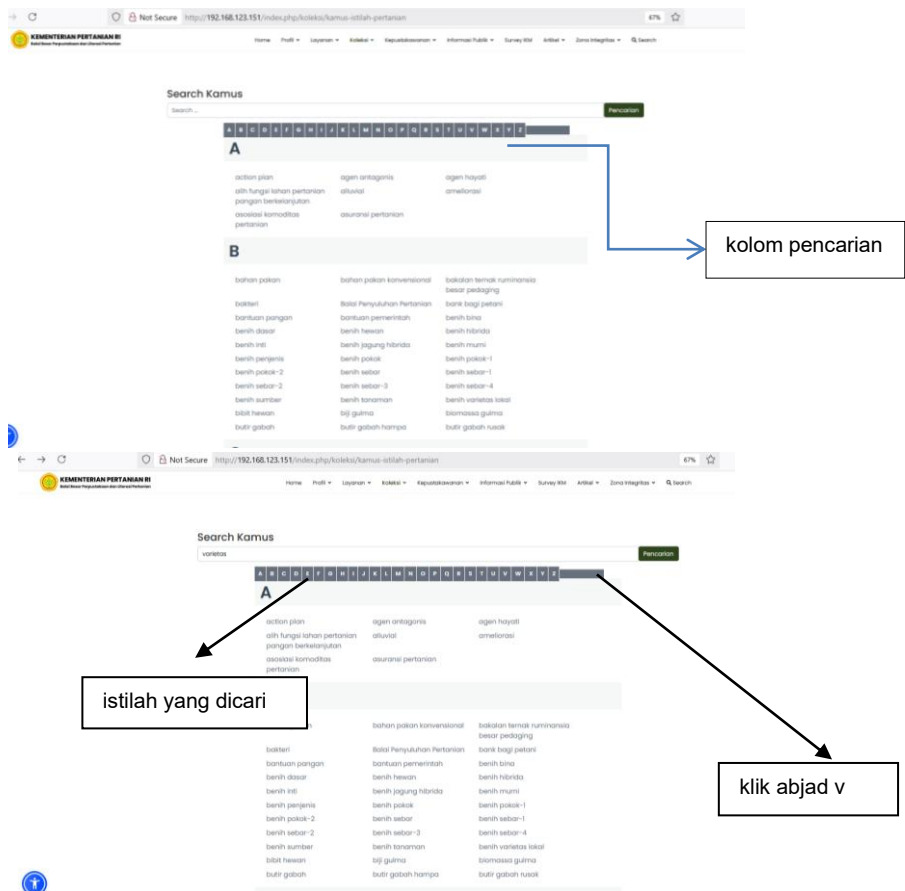 Not Secure http://192.168.123.151/index.php/koleksi/kamus-istilah-pertanian 67%
KEMENTERIAN PERTANIAN RI
Balai Besar Perpustakaan dan Literasi Pertanian
Home Profil Layanan Koleksi Kepustakawanan Informasi Publik Survey IKM Artikel Zona Integritas Search
Search Kamus
Search ... Pencarian
A B C D E F G H I J K L M N O P Q R S T U V W X Y Z
A
action plan agen antagonis agen hayati
alih fungsi lahan pertanian pangan berkelanjutan alluvial ameliorasi
asosiasi komoditas pertanian asuransi pertanian
kolom pencarian
B
bahan pakan bahan pakan konvensional bakalan ternak ruminansia besar pedaging
bakteri Balai Penyuluhan Pertanian bank bagi petani
bantuan pangan bantuan pemerintah benih bina
benih dasar benih hewan benih hibrida
benih inti benih jagung hibrida benih murni
benih penjenis benih pokok benih pokok-1
benih pokok-2 benih sebar benih sebar-1
benih sebar-2 benih sebar-3 benih sebar-4
benih sumber benih tanaman benih varietas lokal
bibit hewan biji gulma biomassa gulma
butir gabah butir gabah hampa butir gabah rusak
Not Secure http://192.168.123.151/index.php/koleksi/kamus-istilah-pertanian 67%
KEMENTERIAN PERTANIAN RI
Balai Besar Perpustakaan dan Literasi Pertanian
Home Profil Layanan Koleksi Kepustakawanan Informasi Publik Survey IKM Artikel Zona Integritas Search
Search Kamus
varietas Pencarian
A B C D E F G H I J K L M N O P Q R S T U V W X Y Z
A
action plan agen antagonis agen hayati
alih fungsi lahan pertanian pangan berkelanjutan alluvial ameliorasi
asosiasi komoditas pertanian asuransi pertanian
istilah yang dicari
bahan pakan konvensional bakalan ternak ruminansia besar pedaging
bakteri Balai Penyuluhan Pertanian bank bagi petani
bantuan pangan bantuan pemerintah benih bina
benih dasar benih hewan benih hibrida
klik abjad v
benih inti benih jagung hibrida benih murni
benih penjenis benih pokok benih pokok-1
benih pokok-2 benih sebar benih sebar-1
benih sebar-2 benih sebar-3 benih sebar-4
benih sumber benih tanaman benih varietas lokal
bibit hewan biji gulma biomassa gulma
butir gabah butir gabah hampa butir gabah rusak